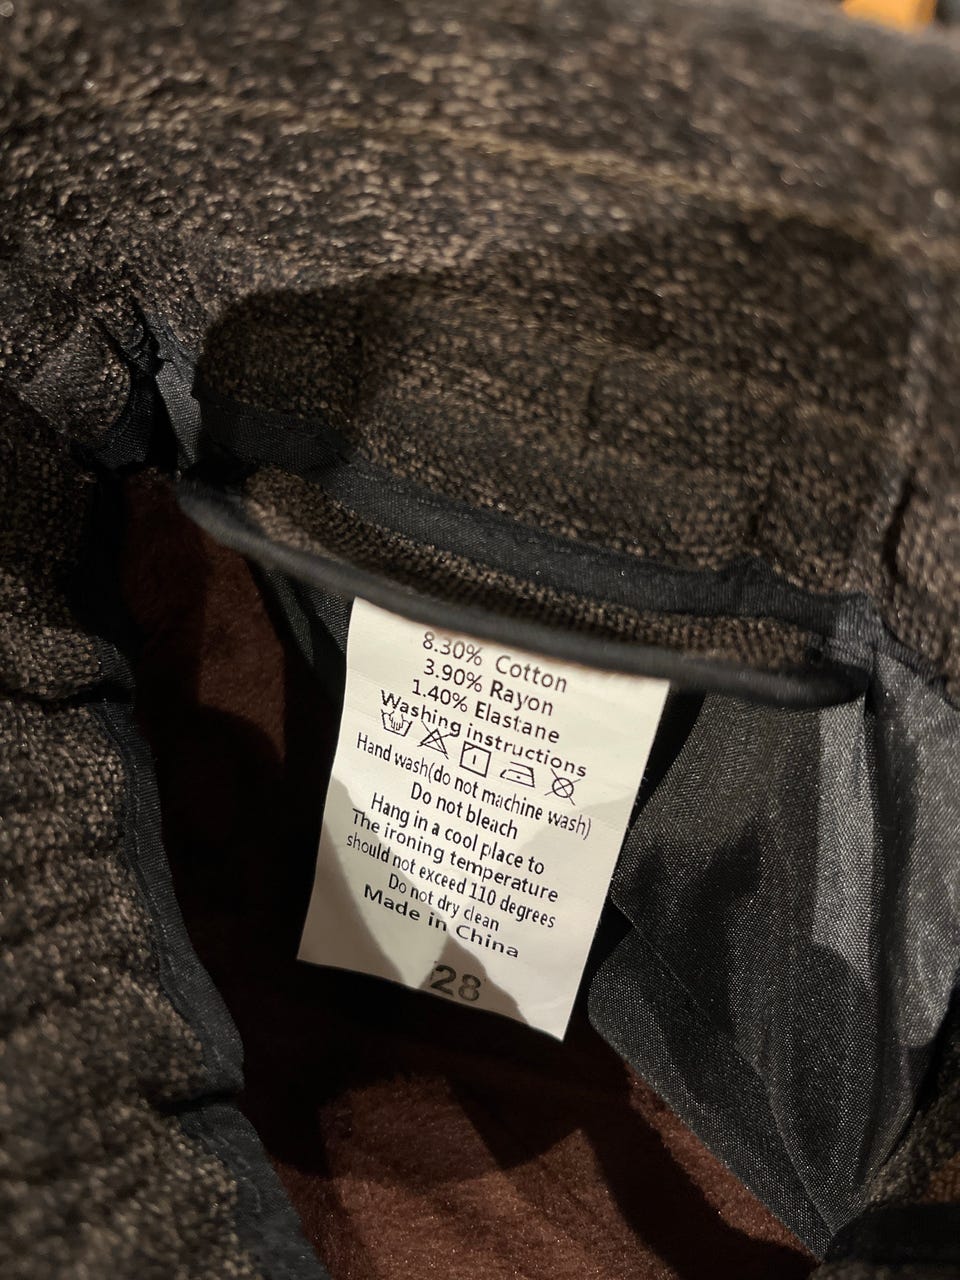 8.30% Cotton
3.90% Rayon
1.40% Elastane
Washing instructions
Hand wash(do not machine wash)
Do not bleach
Hang in a cool place to
The ironing temperature
should not exceed 110 degrees
Do not dry clean
Made in China
28